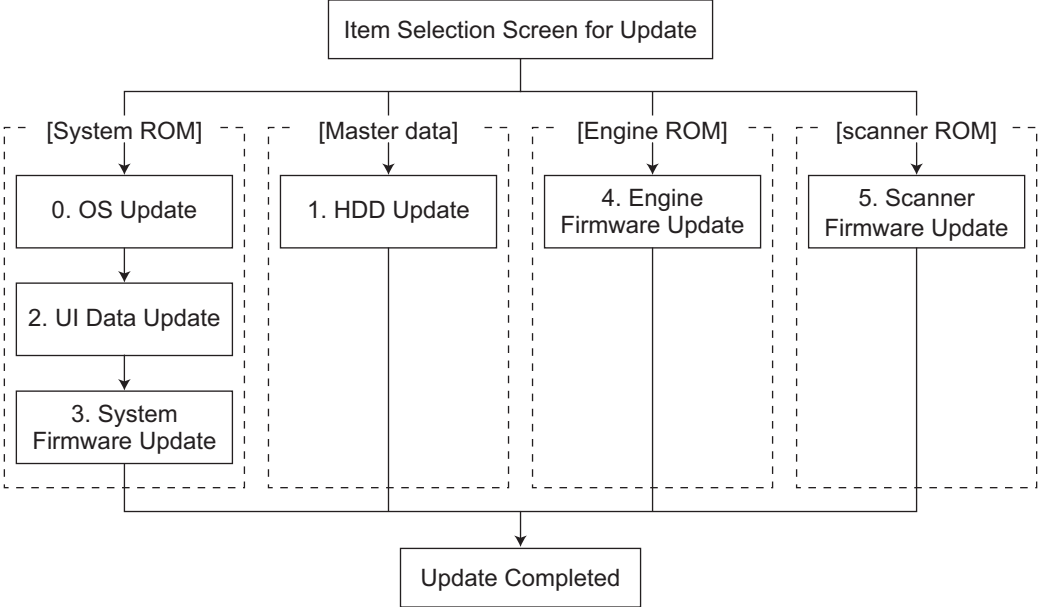 Item Selection Screen for Update
[System ROM]
[Master data]
[Engine ROM]
[scanner ROM]
0. OS Update
1. HDD Update
4. Engine
Firmware Update
5. Scanner
Firmware Update
2. UI Data Update
3. System
Firmware Update
Update Completed